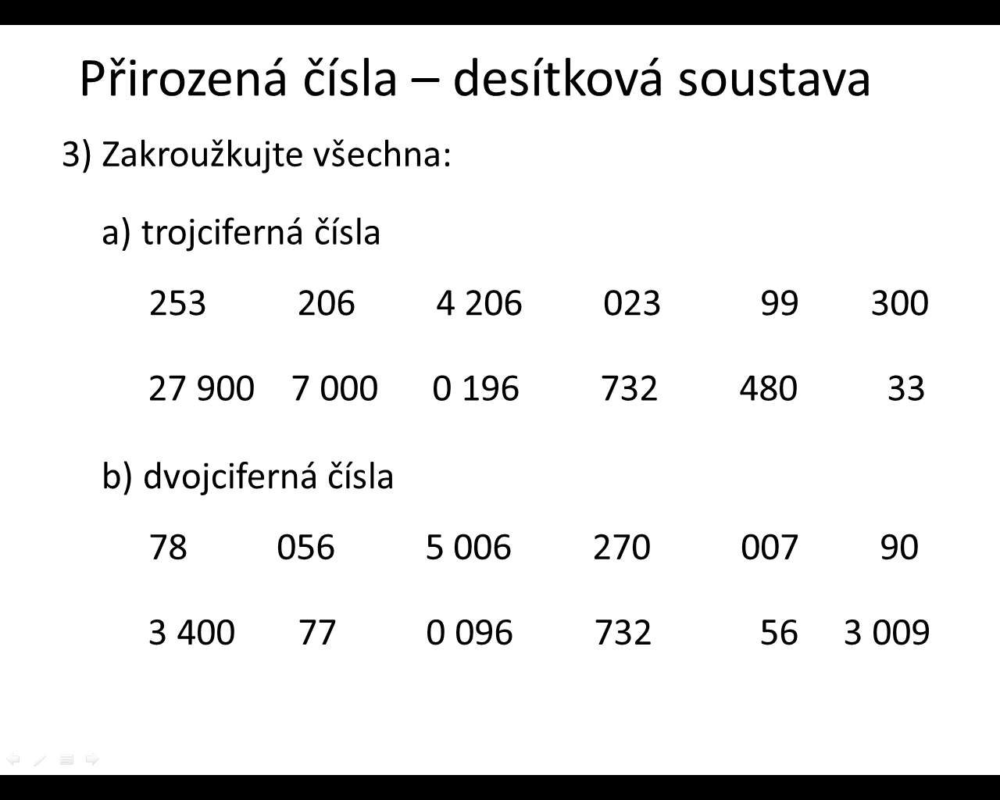 Přirozená čísla – desítková soustava
3) Zakroužkujte všechna:
a) trojciferná čísla
253 206 4 206 023 99 300
27 900 7 000 0 196 732 480 33
b) dvojciferná čísla
78 056 5 006 270 007 90
3 400 77 0 096 732 56 3 009